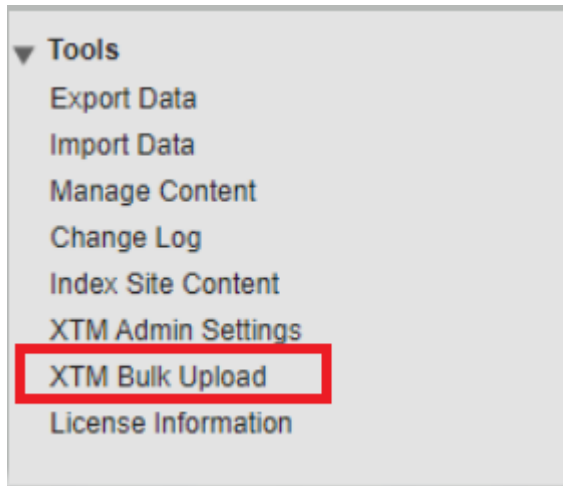 Tools
Export Data
Import Data
Manage Content
Change Log
Index Site Content
XTM Admin Settings
XTM Bulk Upload
License Information